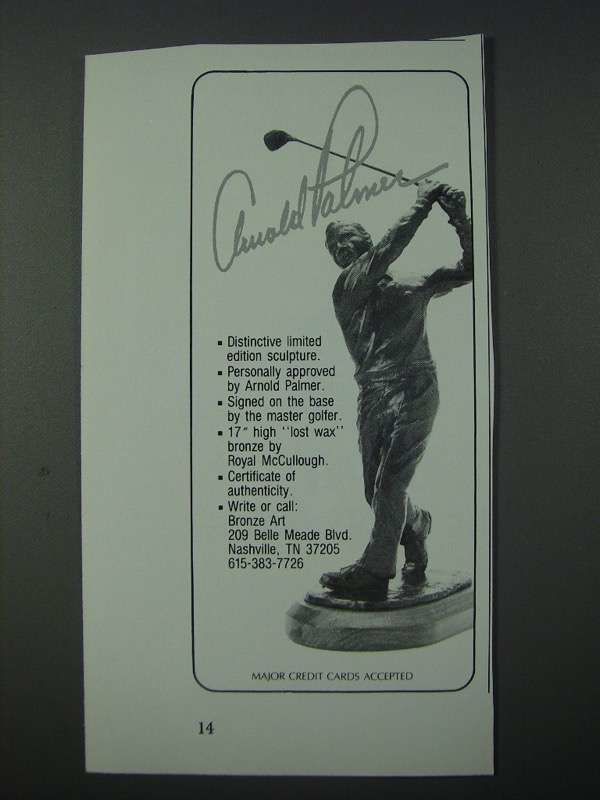 Arnold Palmer
▪ Distinctive limited
edition sculpture.
▪ Personally approved
by Arnold Palmer.
▪ Signed on the base
by the master golfer.
▪ 17″ high ‘‘lost wax’’
bronze by
Royal McCullough.
▪ Certificate of
authenticity.
▪ Write or call:
Bronze Art
209 Belle Meade Blvd.
Nashville, TN 37205
615-383-7726
MAJOR CREDIT CARDS ACCEPTED
14